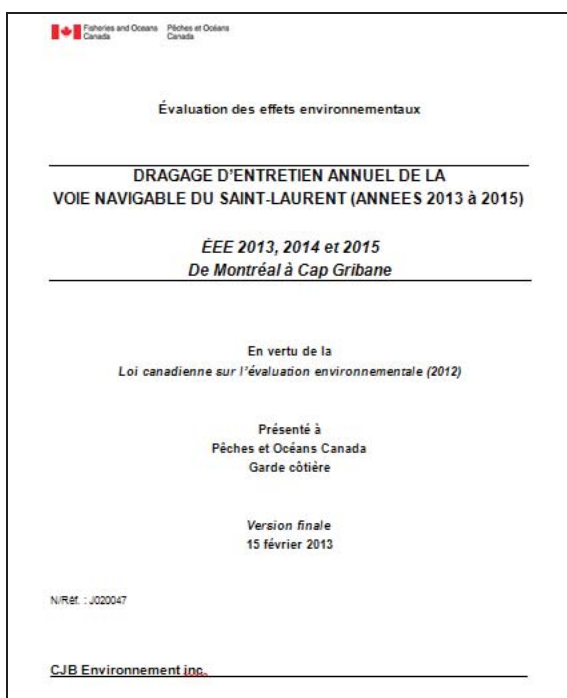 Fisheries and Oceans Pêches et Océans
Canada Canada
Évaluation des effets environnementaux
DRAGAGE D'ENTRETIEN ANNUEL DE LA
VOIE NAVIGABLE DU SAINT-LAURENT (ANNEES 2013 à 2015)
ÉEE 2013, 2014 et 2015
De Montréal à Cap Gribane
En vertu de la
Loi canadienne sur l'évaluation environnementale (2012)
Présenté à
Pêches et Océans Canada
Garde côtière
Version finale
15 février 2013
N/Réf. : J020047
CJB Environnement inc.